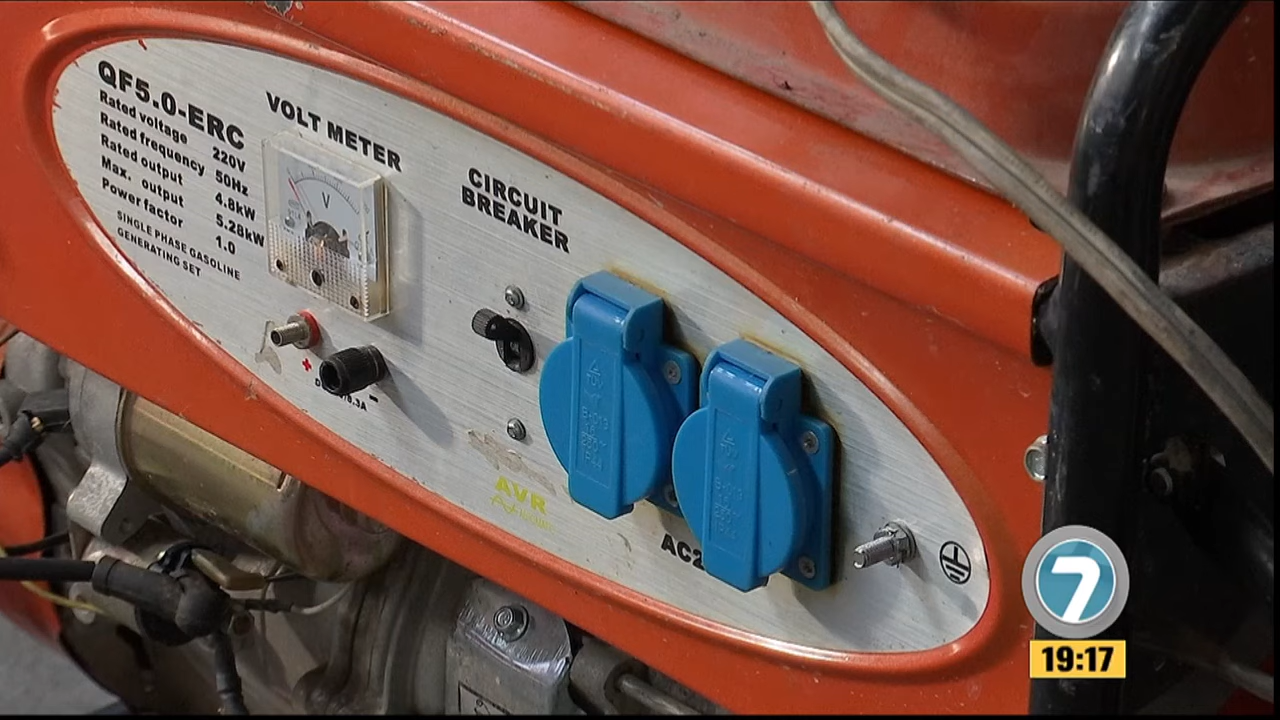 QF5.0-ERC
Rated voltage 220V
Rated frequency 50Hz
Rated output 4.8kW
Max. output 5.28kW
Power factor 1.0
SINGLE PHASE GASOLINE
GENERATING SET
VOLT METER
V
CIRCUIT
BREAKER
+
-
AVR
AC2
7
19:17